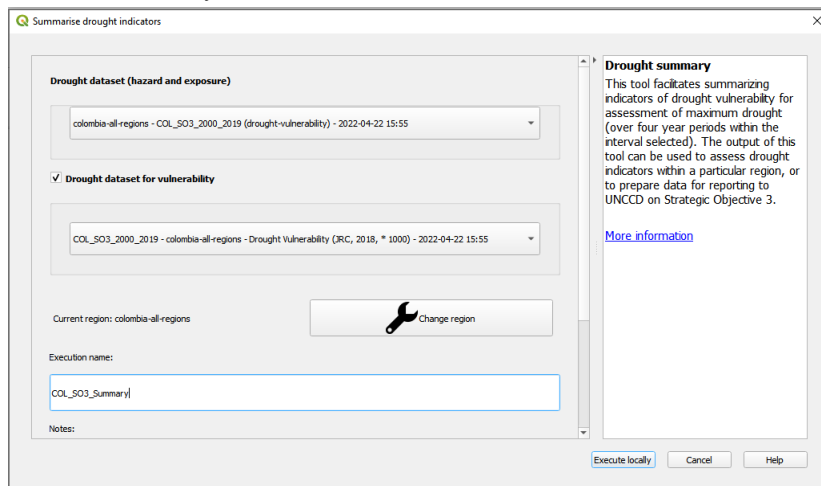 Summarise drought indicators
Drought dataset (hazard and exposure)
colombia-all-regions - COL_SO3_2000_2019 (drought-vulnerability) - 2022-04-22 15:55
Drought dataset for vulnerability
COL_SO3_2000_2019 - colombia-all-regions - Drought Vulnerability (JRC, 2018, * 1000) - 2022-04-22 15:55
Current region: colombia-all-regions
Change region
Execution name:
COL_SO3_Summary
Notes:
Drought summary
This tool facilitates summarizing
indicators of drought vulnerability for
assessment of maximum drought
(over four year periods within the
interval selected). The output of this
tool can be used to assess drought
indicators within a particular region, or
to prepare data for reporting to
UNCCD on Strategic Objective 3.
More information
Execute locally
Cancel
Help